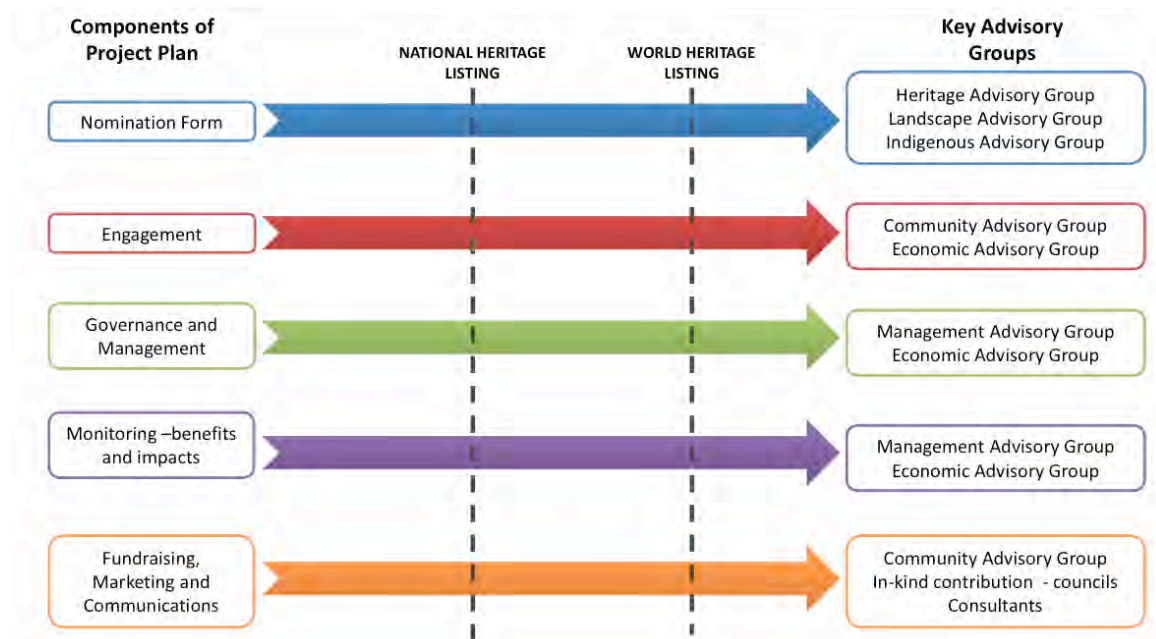 Components of
Project Plan
NATIONAL HERITAGE
LISTING
WORLD HERITAGE
LISTING
Key Advisory
Groups
Nomination Form
Heritage Advisory Group
Landscape Advisory Group
Indigenous Advisory Group
Engagement
Community Advisory Group
Economic Advisory Group
Governance and
Management
Management Advisory Group
Economic Advisory Group
Monitoring –benefits
and impacts
Management Advisory Group
Economic Advisory Group
Fundraising,
Marketing and
Communications
Community Advisory Group
In-kind contribution - councils
Consultants